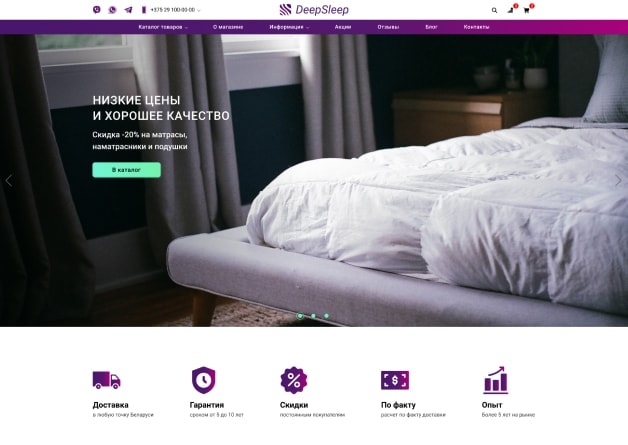 +375 29 100-00-00
DeepSleep
Каталог товаров
О магазине
Информация
Акции
Отзывы
Блог
Контакты
НИЗКИЕ ЦЕНЫ
И ХОРОШЕЕ КАЧЕСТВО
Скидка -20% на матрасы,
наматрасники и подушки
В каталог
Доставка
в любую точку Беларуси
Гарантия
сроком от 5 до 10 лет
Скидки
постоянным покупателям
По факту
расчет по факту доставки
Опыт
Более 5 лет на рынке